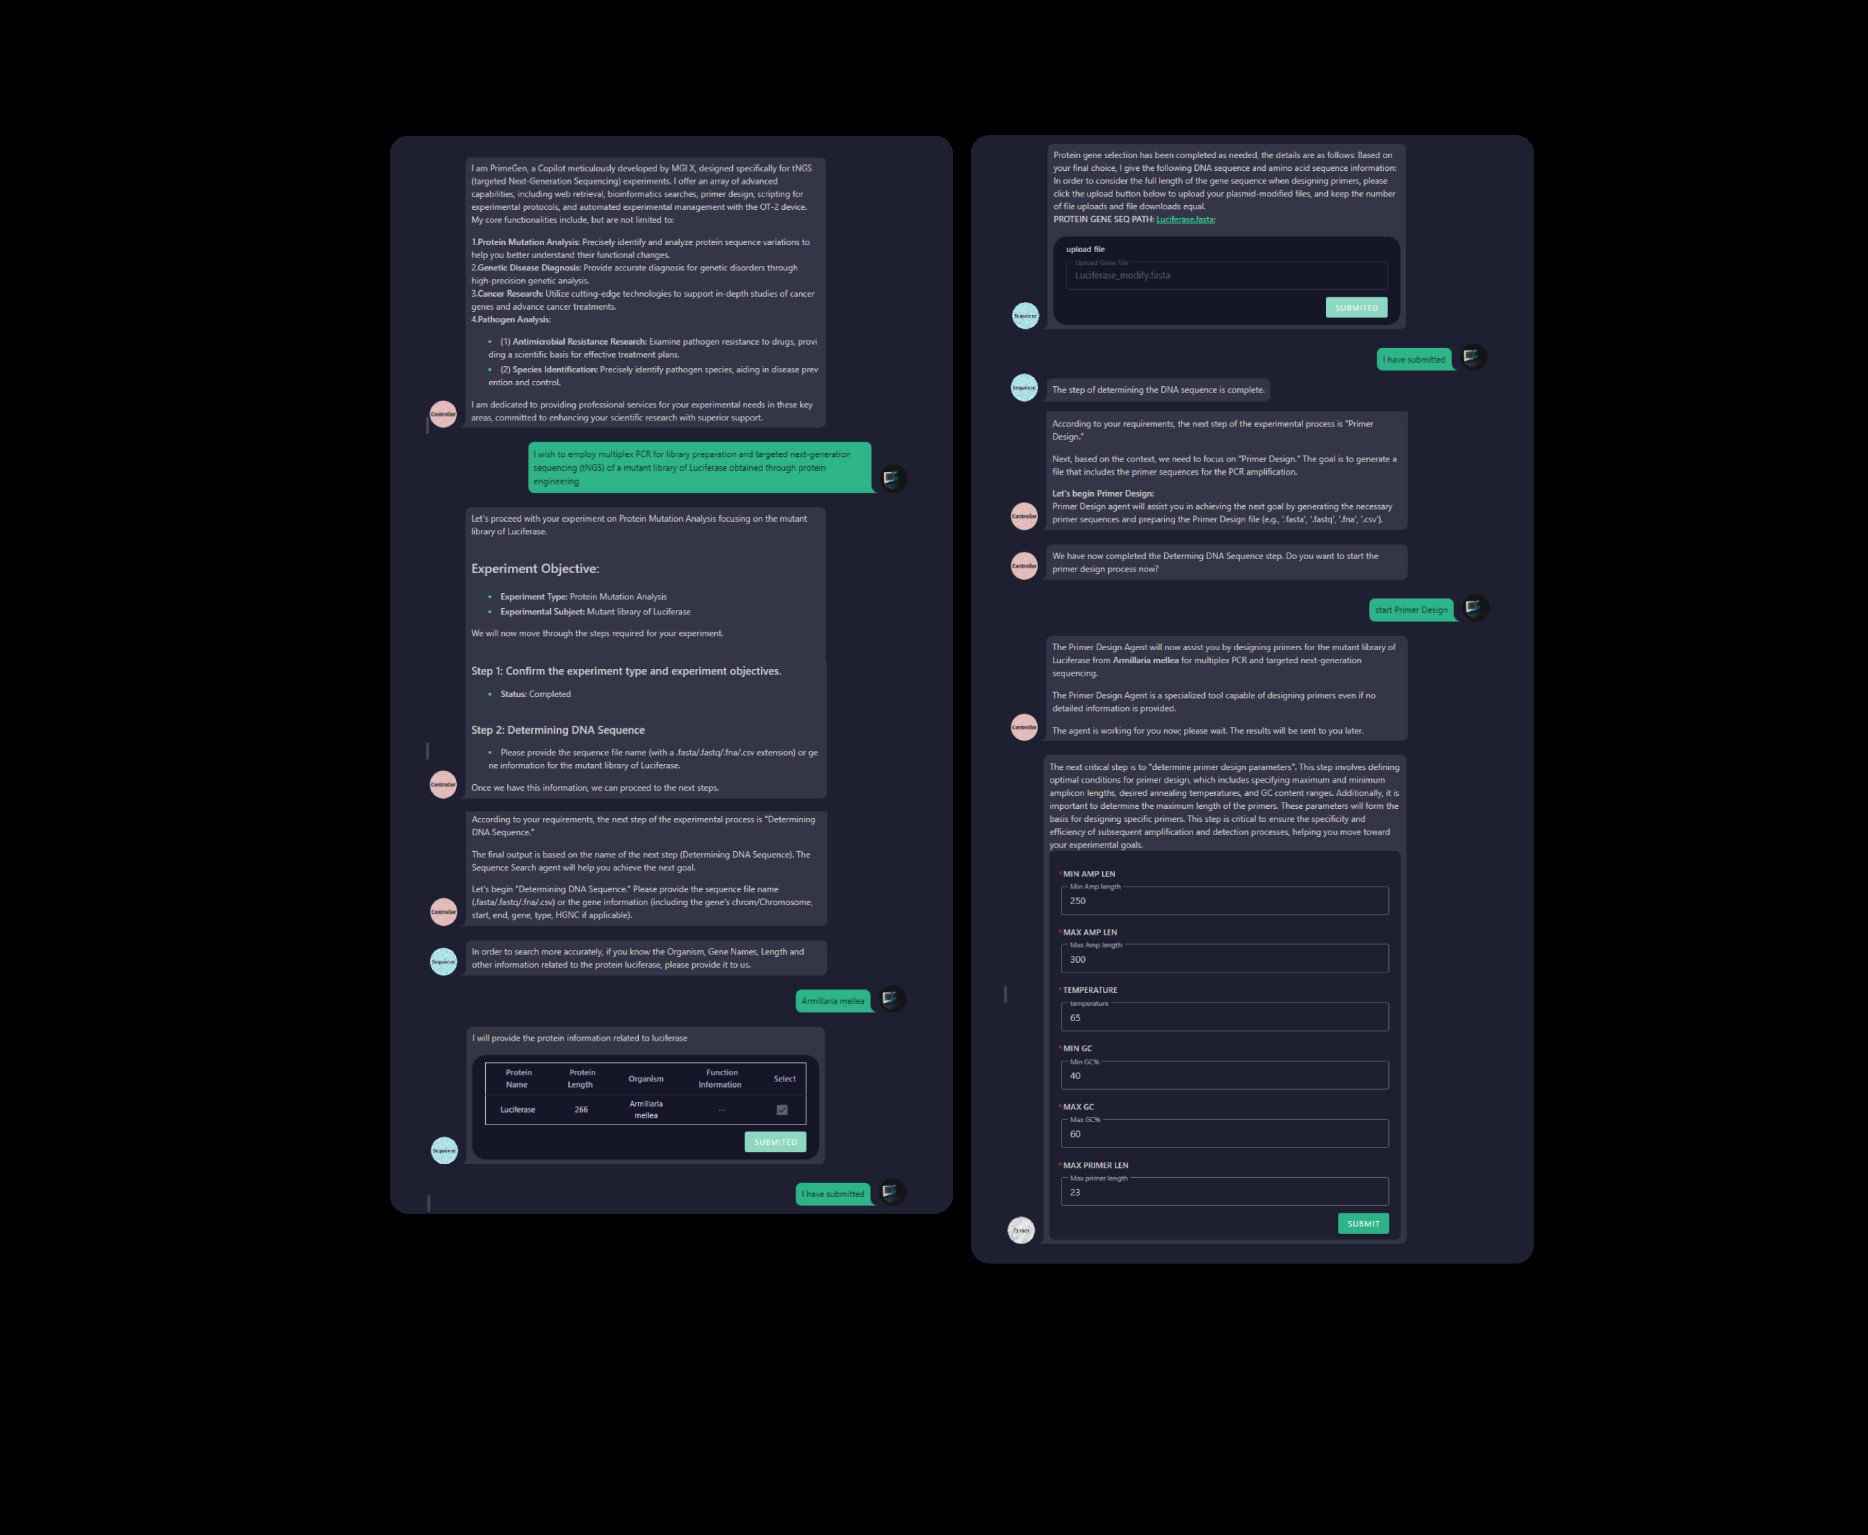 I am PrimeGen, a Copilot meticulously developed by MGI X, designed specifically for tNGS
(targeted Next-Generation Sequencing) experiments. I offer an array of advanced
capabilities, including web retrieval, bioinformatics searches, primer design, scripting for
experimental protocols, and automated experimental management with the OT-2 device.
My core functionalities include, but are not limited to:
1.Protein Mutation Analysis: Precisely identify and analyze protein sequence variations to
help you better understand their functional changes.
2.Genetic Disease Diagnosis: Provide accurate diagnosis for genetic disorders through
high-precision genetic analysis.
3.Cancer Research: Utilize cutting-edge technologies to support in-depth studies of cancer
genes and advance cancer treatments.
4.Pathogen Analysis:
• (1) Antimicrobial Resistance Research: Examine pathogen resistance to drugs, provi
ding a scientific basis for effective treatment plans.
• (2) Species Identification: Precisely identify pathogen species, aiding in disease prev
ention and control.
I am dedicated to providing professional services for your experimental needs in these key
areas, committed to enhancing your scientific research with superior support.
Controller
I wish to employ multiplex PCR for library preparation and targeted next-generation
sequencing (tNGS) of a mutant library of Luciferase obtained through protein
engineering
Let's proceed with your experiment on Protein Mutation Analysis focusing on the mutant
library of Luciferase.
Experiment Objective:
• Experiment Type: Protein Mutation Analysis
• Experimental Subject: Mutant library of Luciferase
We will now move through the steps required for your experiment.
Step 1: Confirm the experiment type and experiment objectives.
• Status: Completed
Step 2: Determining DNA Sequence
• Please provide the sequence file name (with a .fasta/.fastq/.fna/.csv extension) or ge
ne information for the mutant library of Luciferase.
Once we have this information, we can proceed to the next steps.
Controller
According to your requirements, the next step of the experimental process is "Determining
DNA Sequence."
The final output is based on the name of the next step (Determining DNA Sequence). The
Sequence Search agent will help you achieve the next goal.
Let's begin "Determining DNA Sequence." Please provide the sequence file name
(.fasta/.fastq/.fna/.csv) or the gene information (including the gene's chrom/Chromosome,
start, end, gene, type, HGNC if applicable).
Controller
In order to search more accurately, if you know the Organism, Gene Names, Length and
other information related to the protein luciferase, please provide it to us.
Sequence
Armillaria mellea
I will provide the protein information related to luciferase
Protein Name Protein Length Organism Function Information Select
Luciferase 266 Armillaria mellea ---
SUBMITED
Sequence
I have submitted
Protein gene selection has been completed as needed, the details are as follows: Based on
your final choice, I give the following DNA sequence and amino acid sequence information:
In order to consider the full length of the gene sequence when designing primers, please
click the upload button below to upload your plasmid-modified files, and keep the number
of file uploads and file downloads equal.
PROTEIN GENE SEQ PATH: Luciferase.fasta;
upload file
Upload Gene File
Luciferase_modify.fasta
SUBMITED
Sequence
I have submitted
Sequence
The step of determining the DNA sequence is complete.
According to your requirements, the next step of the experimental process is "Primer
Design."
Next, based on the context, we need to focus on "Primer Design." The goal is to generate a
file that includes the primer sequences for the PCR amplification.
Let's begin Primer Design:
Primer Design agent will assist you in achieving the next goal by generating the necessary
primer sequences and preparing the Primer Design file (e.g., '.fasta', '.fastq', '.fna', '.csv').
Controller
We have now completed the Determing DNA Sequence step. Do you want to start the
primer design process now?
Controller
start Primer Design
The Primer Design Agent will now assist you by designing primers for the mutant library of
Luciferase from Armillaria mellea for multiplex PCR and targeted next-generation
sequencing.
The Primer Design Agent is a specialized tool capable of designing primers even if no
detailed information is provided.
The agent is working for you now; please wait. The results will be sent to you later.
Controller
The next critical step is to "determine primer design parameters". This step involves defining
optimal conditions for primer design, which includes specifying maximum and minimum
amplicon lengths, desired annealing temperatures, and GC content ranges. Additionally, it is
important to determine the maximum length of the primers. These parameters will form the
basis for designing specific primers. This step is critical to ensure the specificity and
efficiency of subsequent amplification and detection processes, helping you move toward
your experimental goals.
*MIN AMP LEN
Min Amp length
250
*MAX AMP LEN
Max Amp length
300
*TEMPERATURE
temperature
65
*MIN GC
Min GC%
40
*MAX GC
Max GC%
60
*MAX PRIMER LEN
Max primer length
23
SUBMIT
Primer